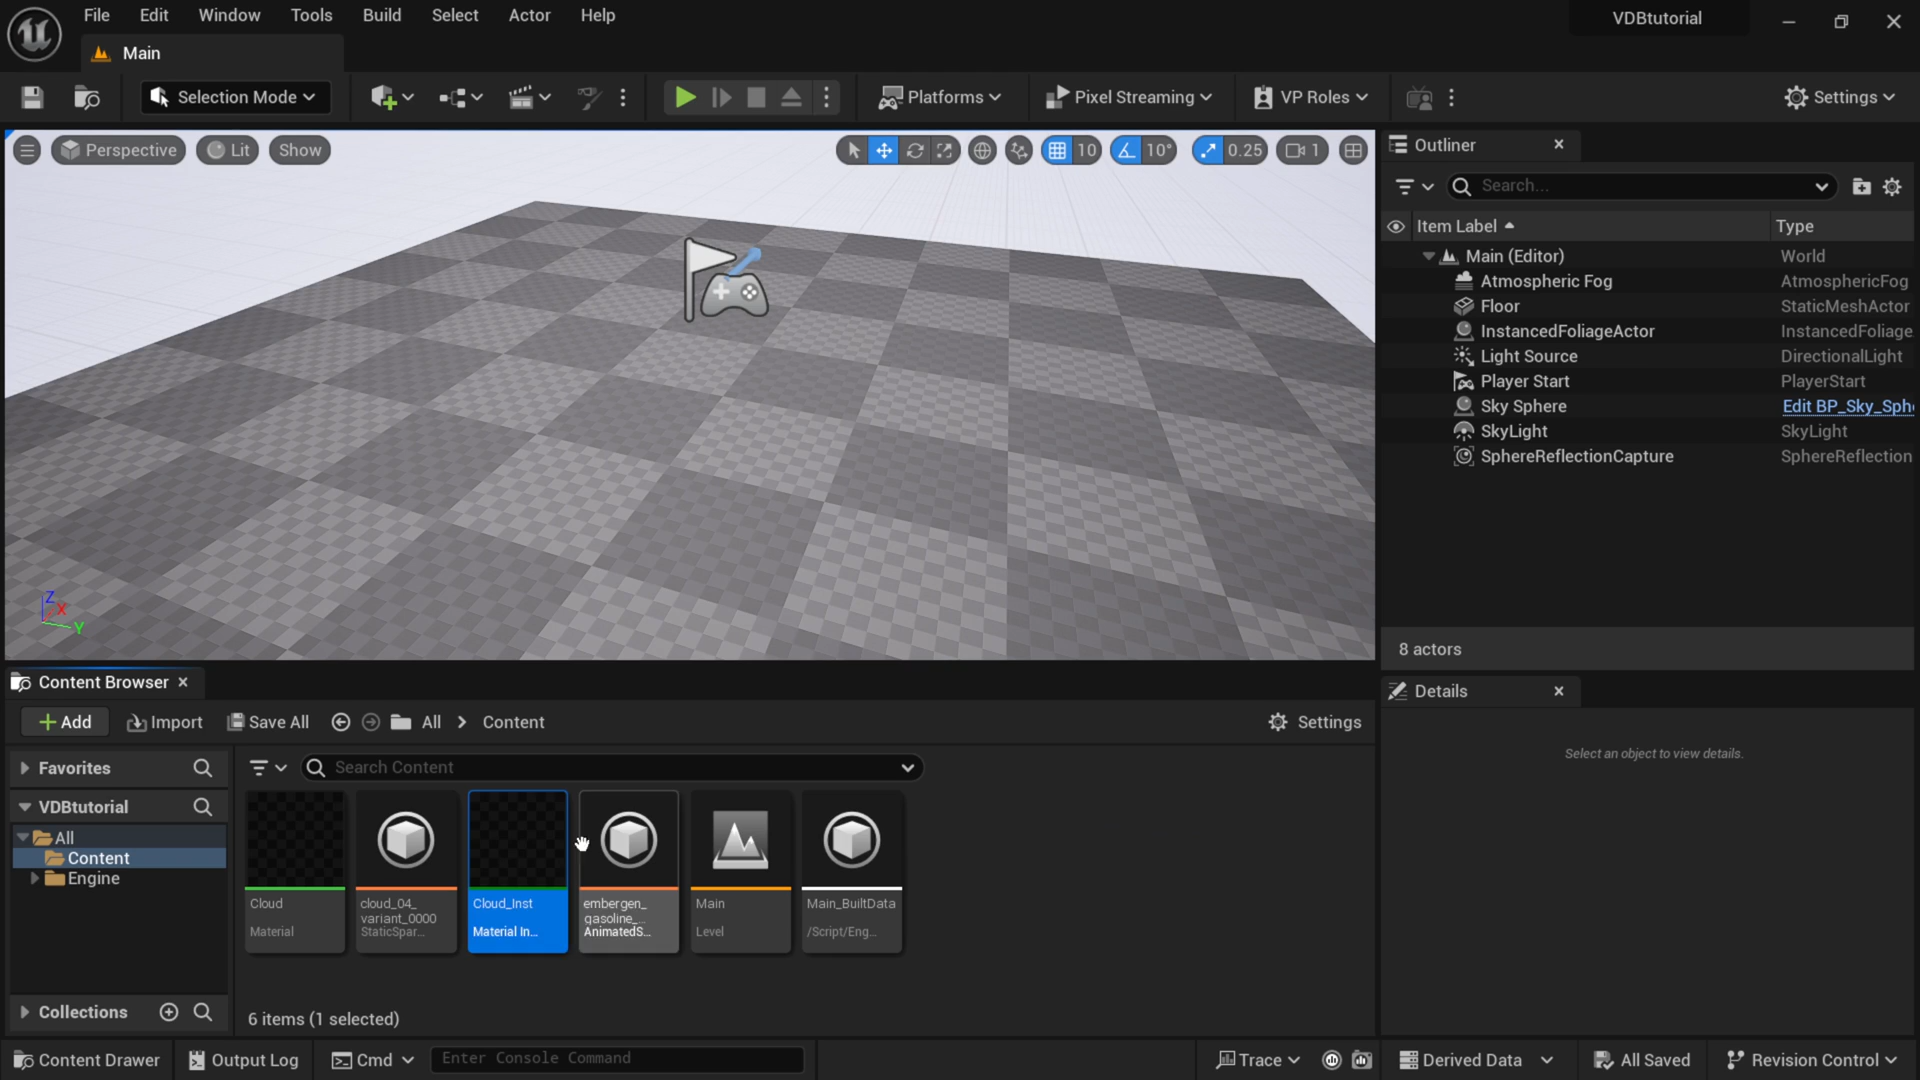 File Edit Window Tools Build Select Actor Help
VDBtutorial
Main
Selection Mode
Platforms
Pixel Streaming
VP Roles
Settings
Perspective
Lit
Show
10
10°
0.25
1
Outliner
Search...
Item Label
Type
Main (Editor)
World
Atmospheric Fog
AtmosphericFog
Floor
StaticMeshActor
InstancedFoliageActor
InstancedFoliage
Light Source
DirectionalLight
Player Start
PlayerStart
Sky Sphere
Edit BP_Sky_Sph
SkyLight
SkyLight
SphereReflectionCapture
SphereReflection
8 actors
Z
X
Y
Content Browser
Details
Add
Import
Save All
All
Content
Settings
Select an object to view details.
Favorites
Search Content
VDBtutorial
All
Content
Engine
Cloud
Material
cloud_04_
variant_0000
StaticSpar...
Cloud_Inst
Material In...
embergen_
gasoline_...
AnimatedS...
Main
Level
Main_BuiltData
/Script/Eng...
Collections
6 items (1 selected)
Content Drawer
Output Log
Cmd
Enter Console Command
Trace
Derived Data
All Saved
Revision Control